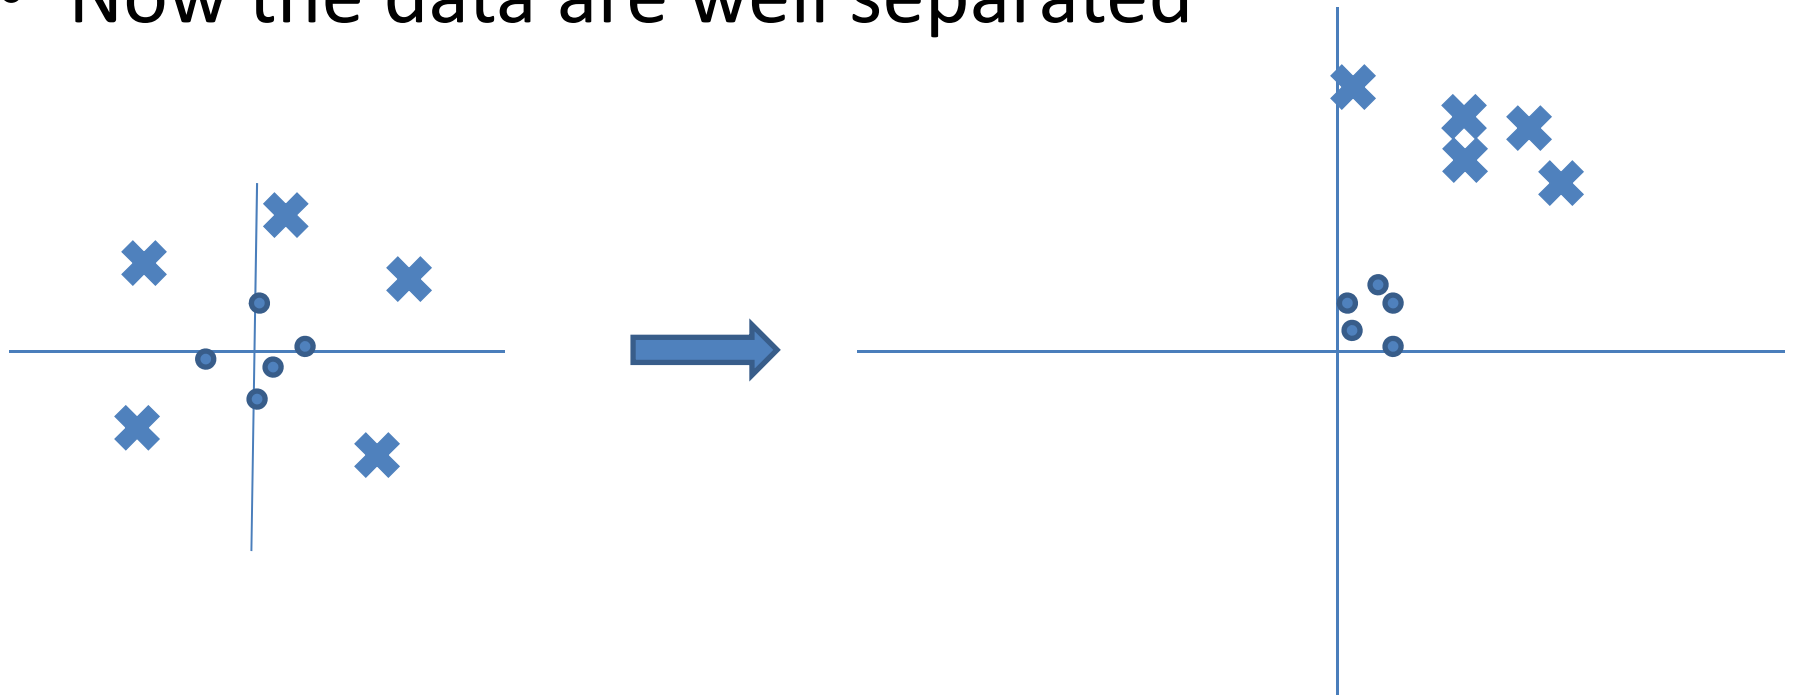 • Now the data are well separated